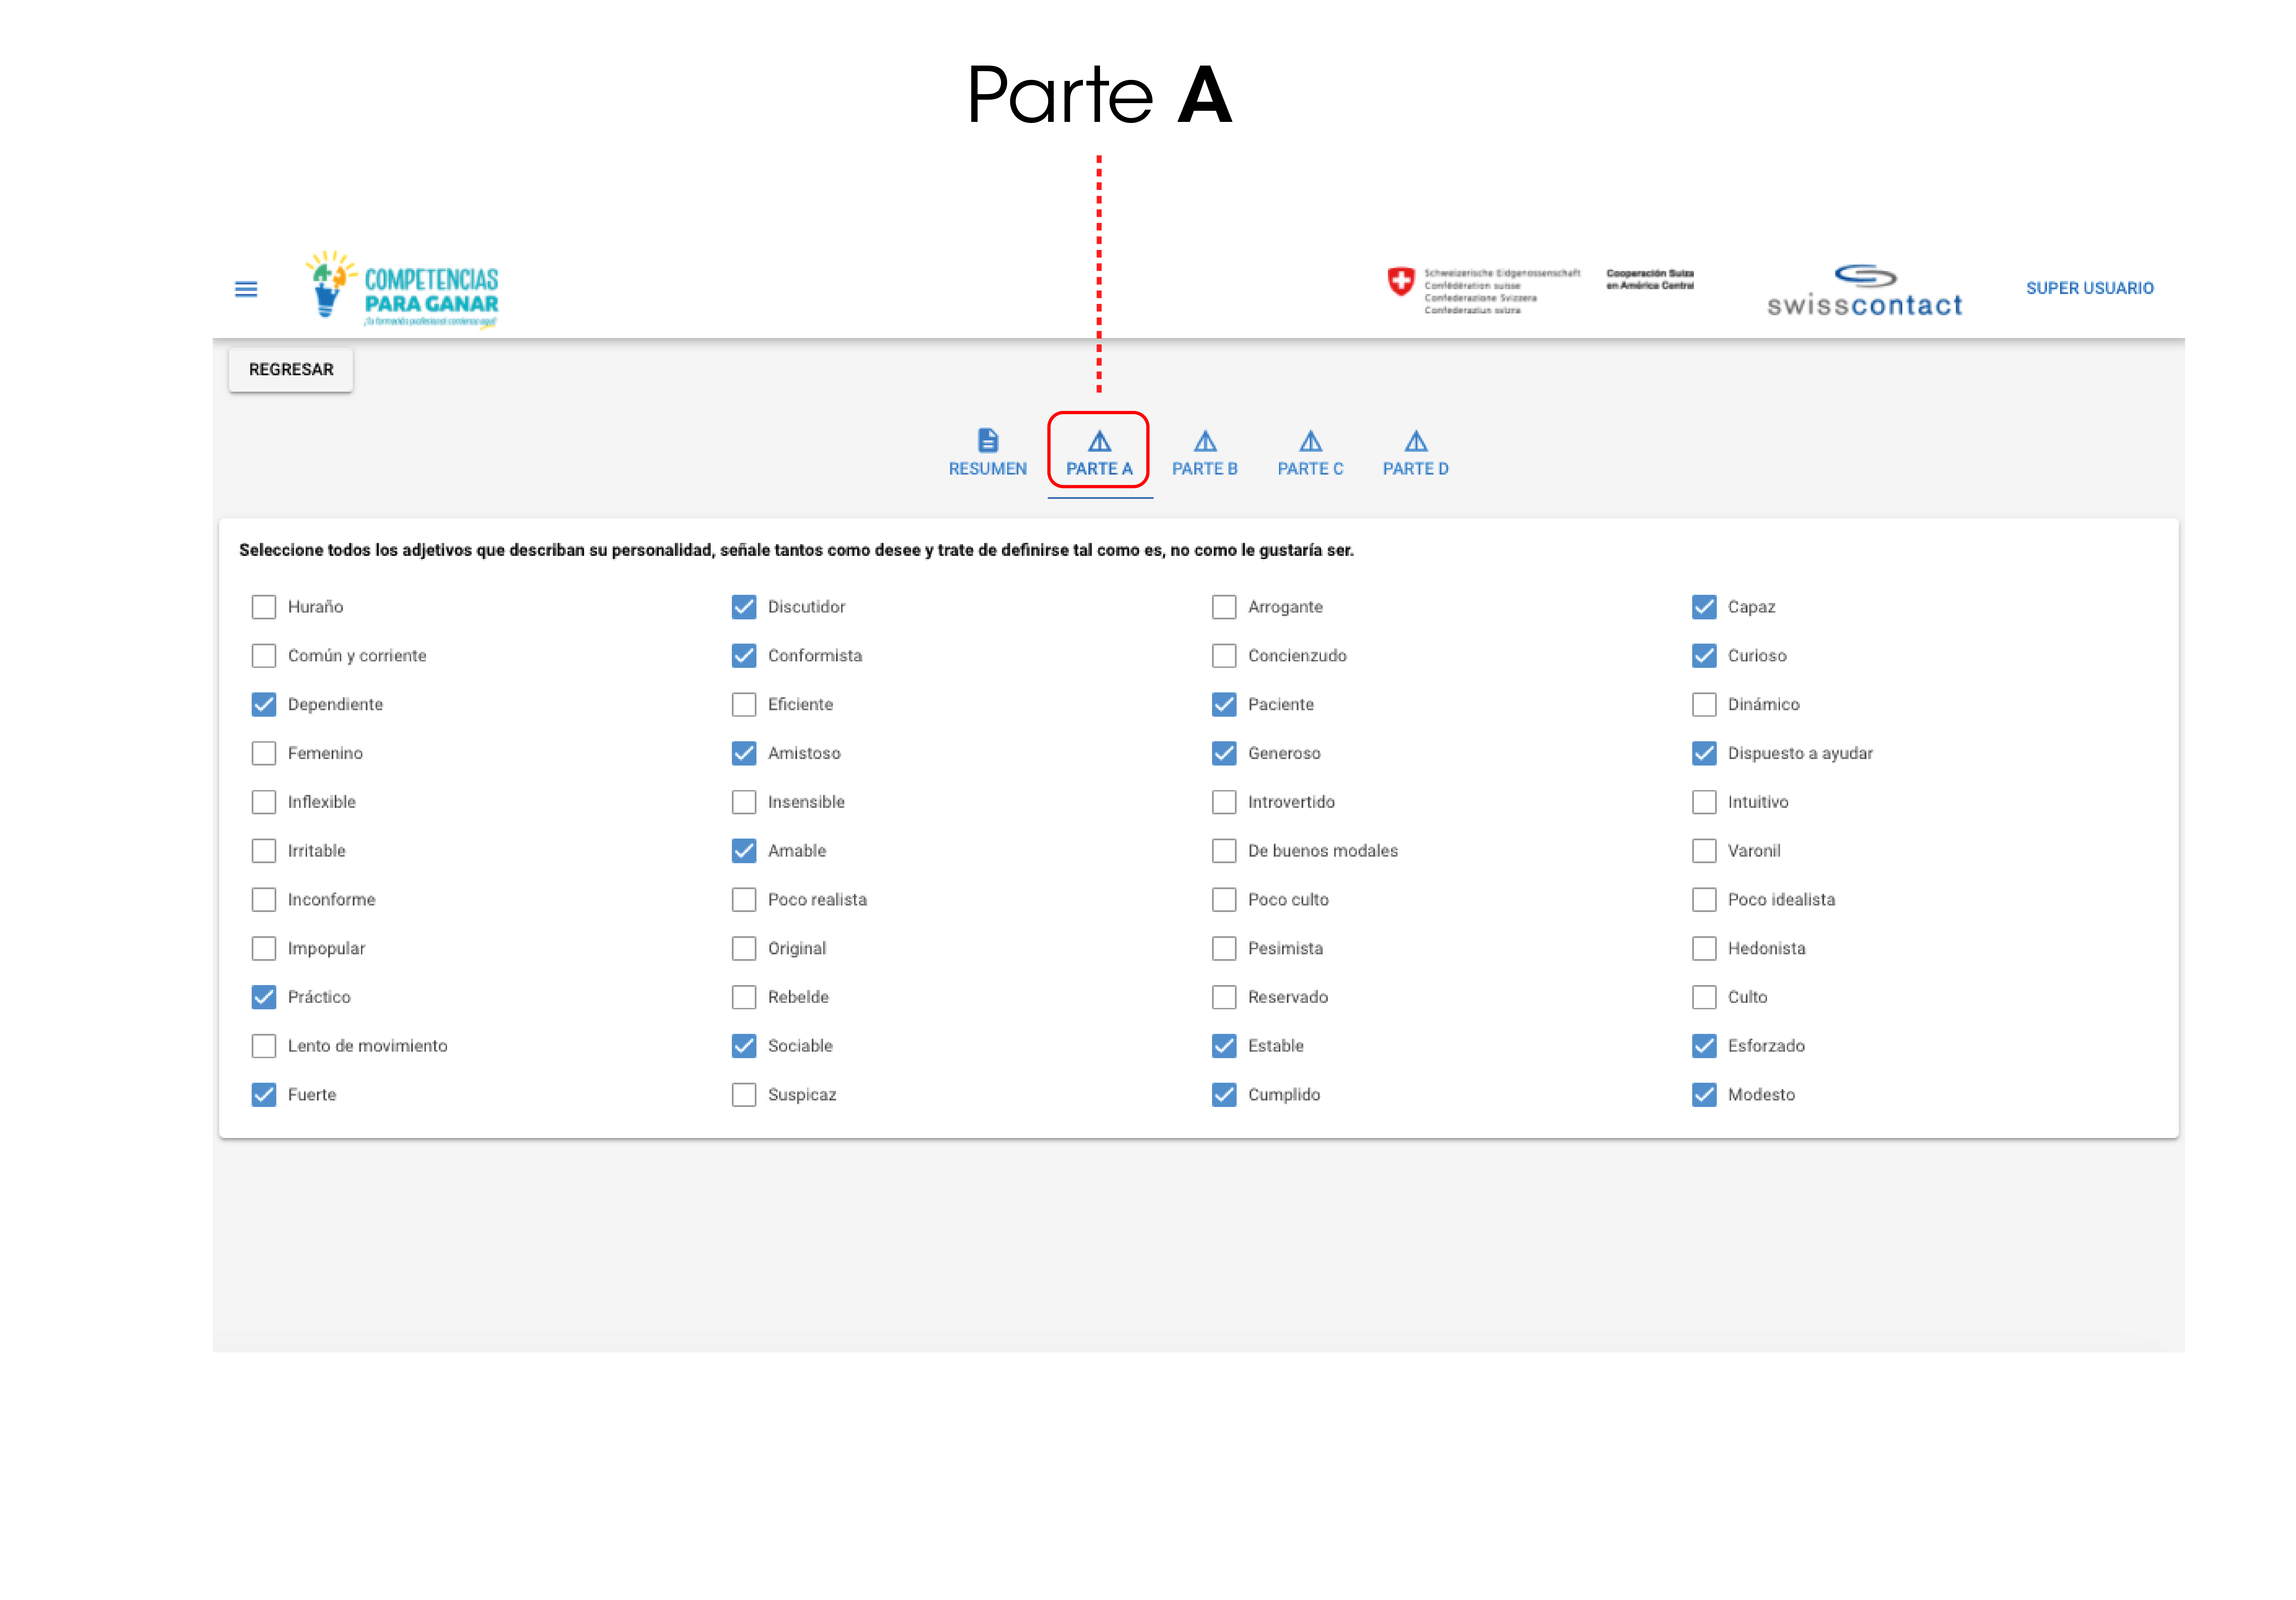 Parte A
COMPETENCIAS
PARA GANAR
¡Tu formación profesional comienza aquí!
Schweizerische Eidgenossenschaft
Confédération suisse
Confederazione Svizzera
Confederaziun svizra
Cooperación Suiza
en América Central
swisscontact
SUPER USUARIO
REGRESAR
RESUMEN PARTE A PARTE B PARTE C PARTE D
Seleccione todos los adjetivos que describan su personalidad, señale tantos como desee y trate de definirse tal como es, no como le gustaría ser.
Huraño Discutidor Arrogante Capaz
Común y corriente Conformista Concienzudo Curioso
Dependiente Eficiente Paciente Dinámico
Femenino Amistoso Generoso Dispuesto a ayudar
Inflexible Insensible Introvertido Intuitivo
Irritable Amable De buenos modales Varonil
Inconforme Poco realista Poco culto Poco idealista
Impopular Original Pesimista Hedonista
Práctico Rebelde Reservado Culto
Lento de movimiento Sociable Estable Esforzado
Fuerte Suspicaz Cumplido Modesto